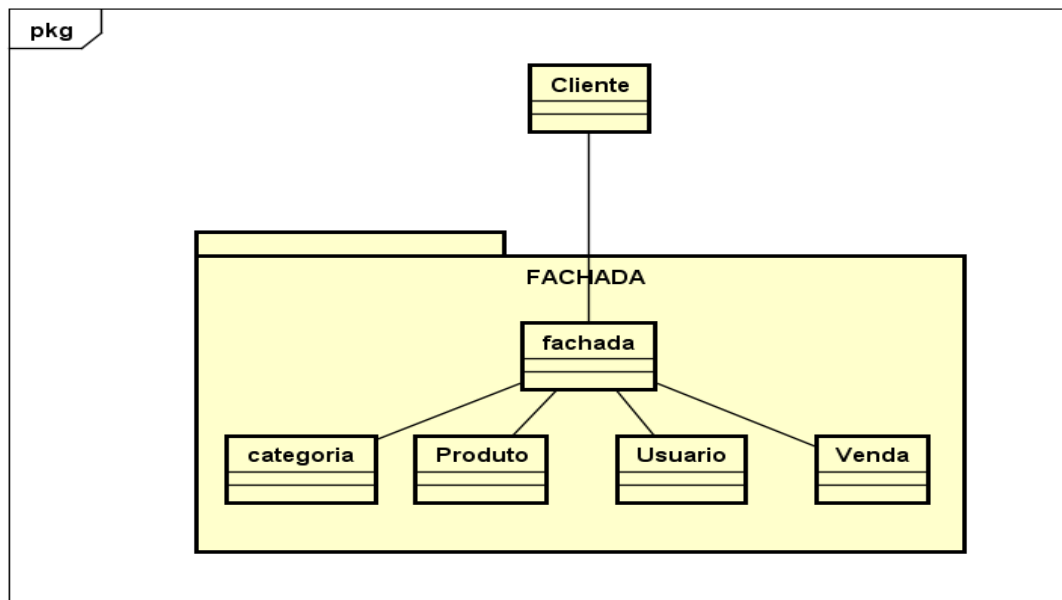 pkg
Cliente
FACHADA
fachada
categoria
Produto
Usuario
Venda